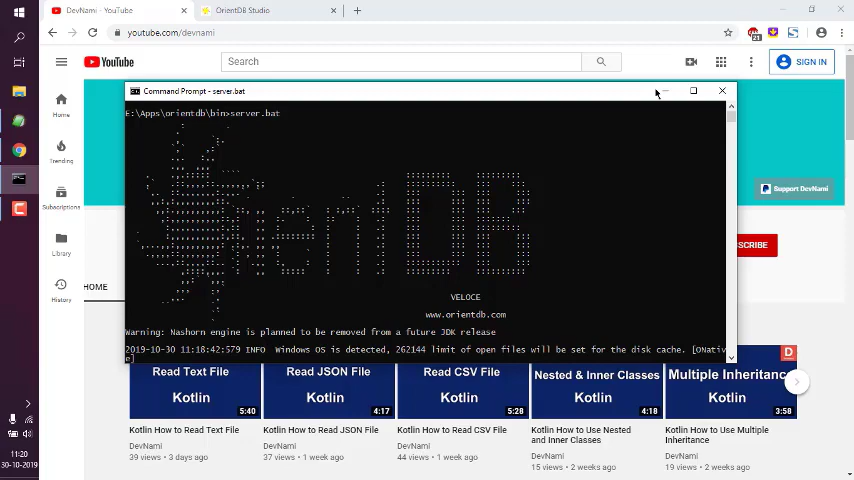 DevNami - YouTube
OrientDB Studio
youtube.com/devnami
21
YouTube
Search
SIGN IN
Command Prompt - server.bat
E:\Apps\orientdb\bin>server.bat
Home
Trending
Subscriptions
Library
History
Support DevNami
SCRIBE
HOME
VELOCE
www.orientdb.com
Warning: Nashorn engine is planned to be removed from a future JDK release
2019-10-30 11:18:42:579 INFO Windows OS is detected, 262144 limit of open files will be set for the disk cache. [ONativ
e]
Read Text File
Kotlin
5:40
Read JSON File
Kotlin
4:17
Read CSV File
Kotlin
5:28
Nested & Inner Classes
Kotlin
4:18
Multiple Inheritance
Kotlin
3:58
D
Kotlin How to Read Text File
DevNami
39 views • 3 days ago
Kotlin How to Read JSON File
DevNami
37 views • 1 week ago
Kotlin How to Read CSV File
DevNami
44 views • 1 week ago
Kotlin How to Use Nested
and Inner Classes
DevNami
15 views • 2 weeks ago
Kotlin How to Use Multiple
Inheritance
DevNami
19 views • 2 weeks ago
11:20
30-10-2019